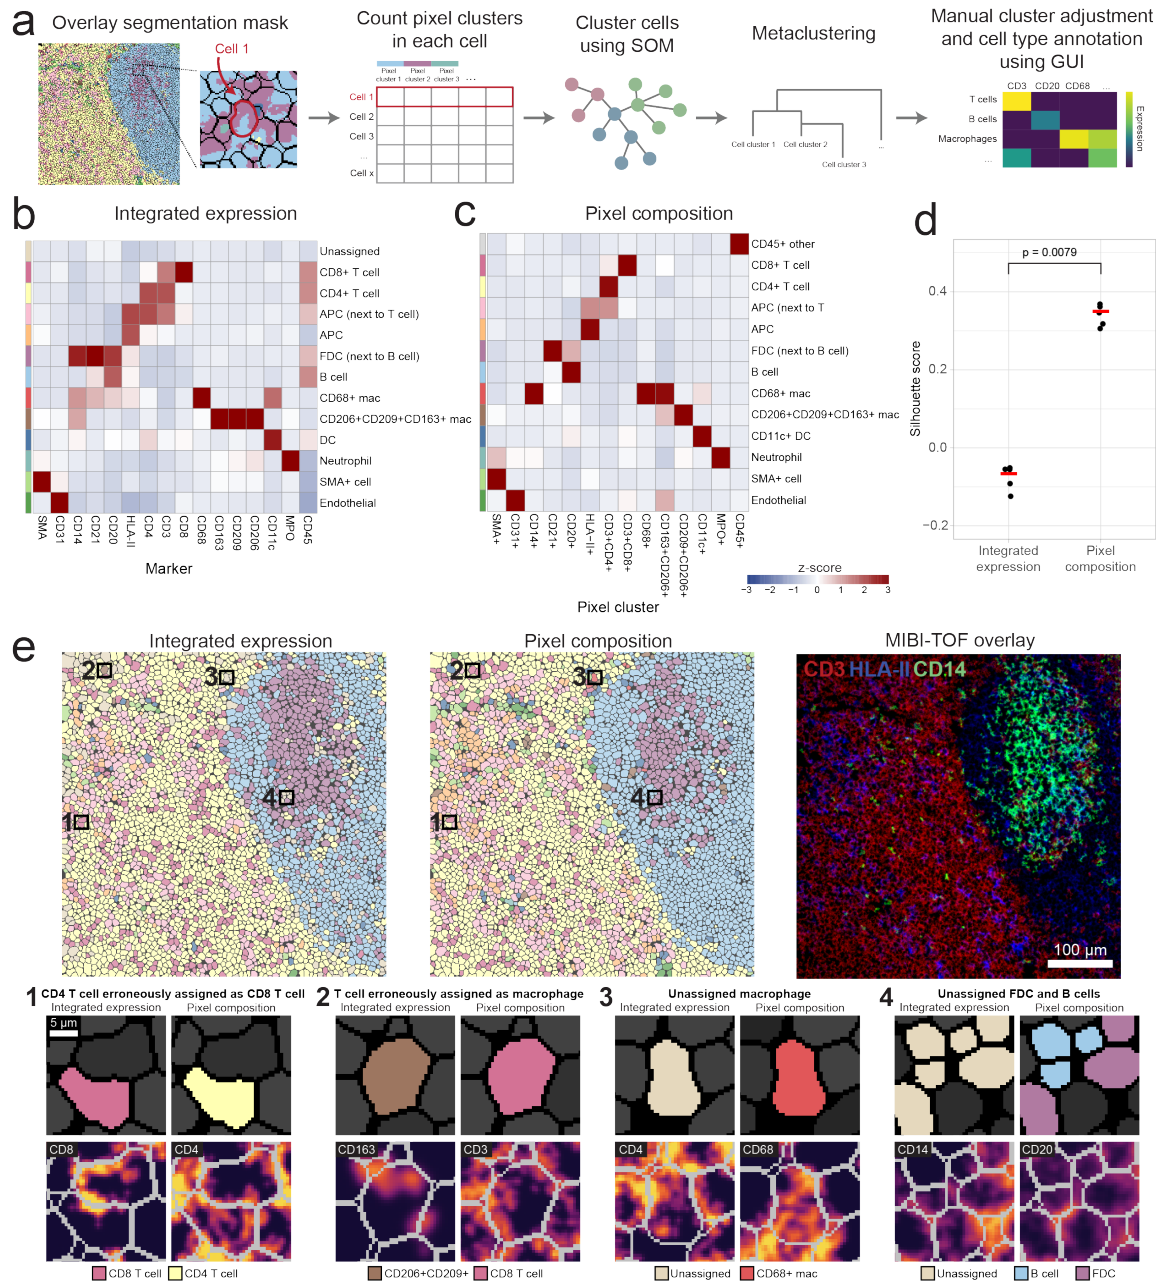 a
Overlay segmentation mask
Cell 1
Count pixel clusters
in each cell
Pixel cluster 1
Pixel cluster 2
Pixel cluster 3
...
Cell 1
Cell 2
Cell 3
...
Cell x
Cluster cells
using SOM
Metaclustering
Cell cluster 1
Cell cluster 2
Cell cluster 3
...
Manual cluster adjustment
and cell type annotation
using GUI
CD3 CD20 CD68 ...
T cells
B cells
Macrophages
...
Expression
b
Integrated expression
Unassigned
CD8+ T cell
CD4+ T cell
APC (next to T cell)
APC
FDC (next to B cell)
B cell
CD68+ mac
CD206+CD209+CD163+ mac
DC
Neutrophil
SMA+ cell
Endothelial
SMA
CD31
CD14
CD21
CD20
HLA-II
CD4
CD3
CD8
CD68
CD163
CD209
CD206
CD11c
MPO
CD45
Marker
c
Pixel composition
CD45+ other
CD8+ T cell
CD4+ T cell
APC (next to T
APC
FDC (next to B cell)
B cell
CD68+ mac
CD206+CD209+CD163+ mac
CD11c+ DC
Neutrophil
SMA+ cell
Endothelial
SMA+
CD31+
CD14+
CD21+
CD20+
HLA-II+
CD3+CD4+
CD3+CD8+
CD68+
CD163+CD206+
CD209+CD206+
CD11c+
MPO+
CD45+
Pixel cluster
z-score
−3 −2 −1 0 1 2 3
d
p = 0.0079
Silhouette score
0.4
0.2
0.0
−0.2
Integrated
expression
Pixel
composition
e
Integrated expression
2
3
4
1
Pixel composition
2
3
4
1
MIBI-TOF overlay
CD3 HLA-II CD14
100 µm
1 CD4 T cell erroneously assigned as CD8 T cell
Integrated expression Pixel composition
5 µm
CD8
CD4
CD8 T cell CD4 T cell
2 T cell erroneously assigned as macrophage
Integrated expression Pixel composition
CD163
CD3
CD206+CD209+ CD8 T cell
3 Unassigned macrophage
Integrated expression Pixel composition
CD4
CD68
Unassigned CD68+ mac
4 Unassigned FDC and B cells
Integrated expression Pixel composition
CD14
CD20
Unassigned B cell FDC